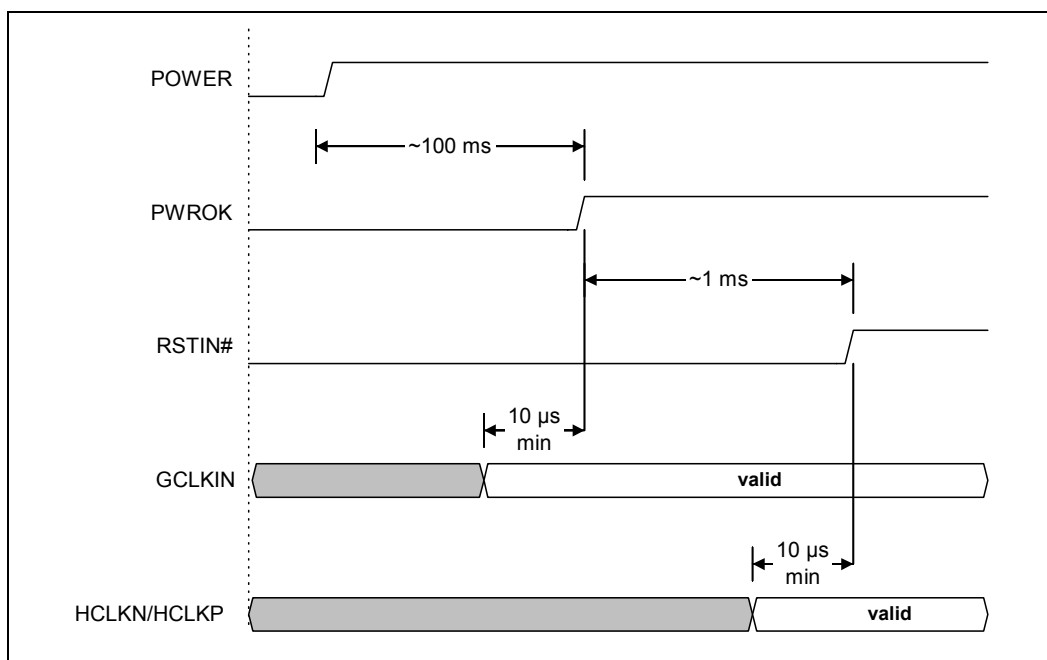 POWER
~100 ms
PWROK
~1 ms
RSTIN#
10 µs
min
GCLKIN
valid
10 µs
min
HCLKN/HCLKP
valid